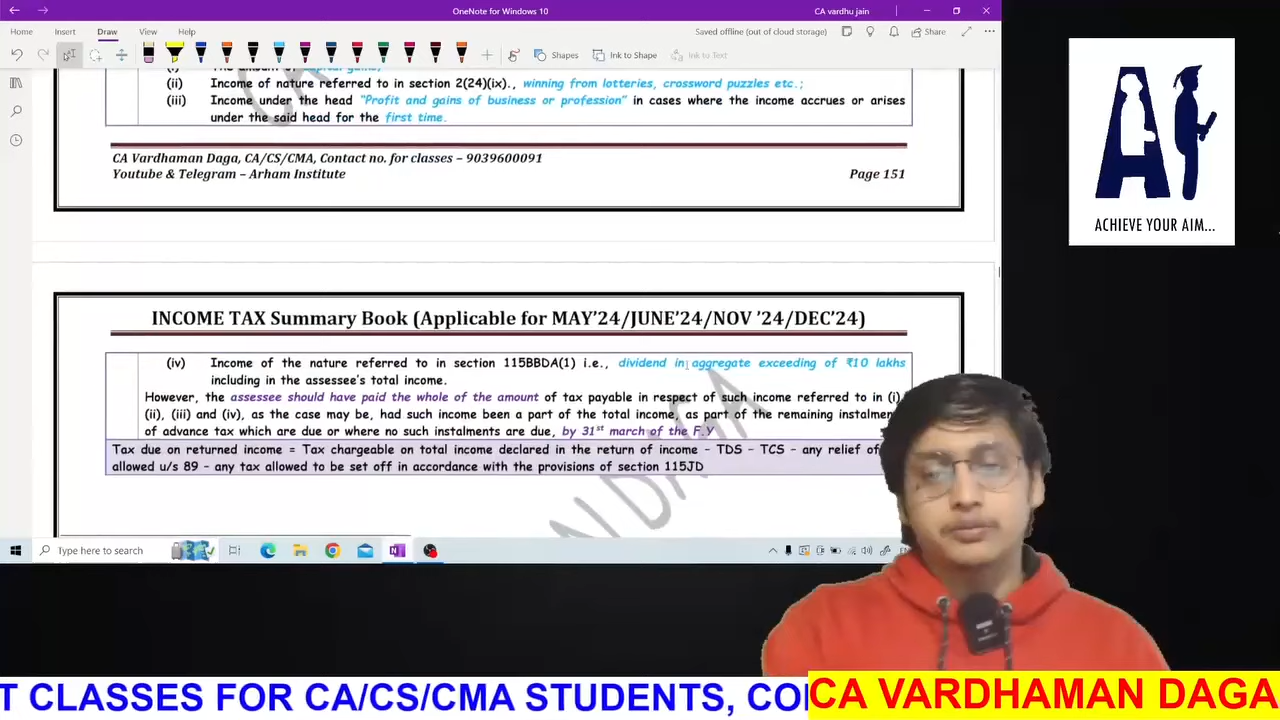 OneNote for Windows 10
CA vardhu jain
Home Insert Draw View Help
Saved offline (out of cloud storage)
Share
Shapes
Ink to Shape
Ink to Text
(ii) Income of nature referred to in section 2(24)(ix)., winning from lotteries, crossword puzzles etc.;
(iii) Income under the head "Profit and gains of business or profession" in cases where the income accrues or arises
under the said head for the first time.
CA Vardhaman Daga, CA/CS/CMA, Contact no. for classes – 9039600091
Youtube & Telegram – Arham Institute
Page 151
INCOME TAX Summary Book (Applicable for MAY'24/JUNE'24/NOV '24/DEC'24)
(iv) Income of the nature referred to in section 115BBDA(1) i.e., dividend in aggregate exceeding of ₹10 lakhs
including in the assessee's total income.
However, the assessee should have paid the whole of the amount of tax payable in respect of such income referred to in (i),
(ii), (iii) and (iv), as the case may be, had such income been a part of the total income, as part of the remaining
of advance tax which are due or where no such instalments are due, by 31st march of the F.Y
Tax due on returned income = Tax chargeable on total income declared in the return of income – TDS – TCS – any relief of
allowed u/s 89 – any tax allowed to be set off in accordance with the provisions of section 115JD
DAGA
Type here to search
ACHIEVE YOUR AIM...
T CLASSES FOR CA/CS/CMA STUDENTS,
CA VARDHAMAN DAGA